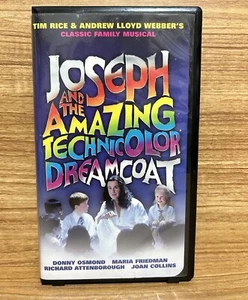 TIM RICE & ANDREW LLOYD WEBBER'S
CLASSIC FAMILY MUSICAL
JOSEPH
AND THE
AMAZING
TECHNICOLOR
DREAMCOAT
DONNY OSMOND MARIA FRIEDMAN
RICHARD ATTENBOROUGH JOAN COLLINS